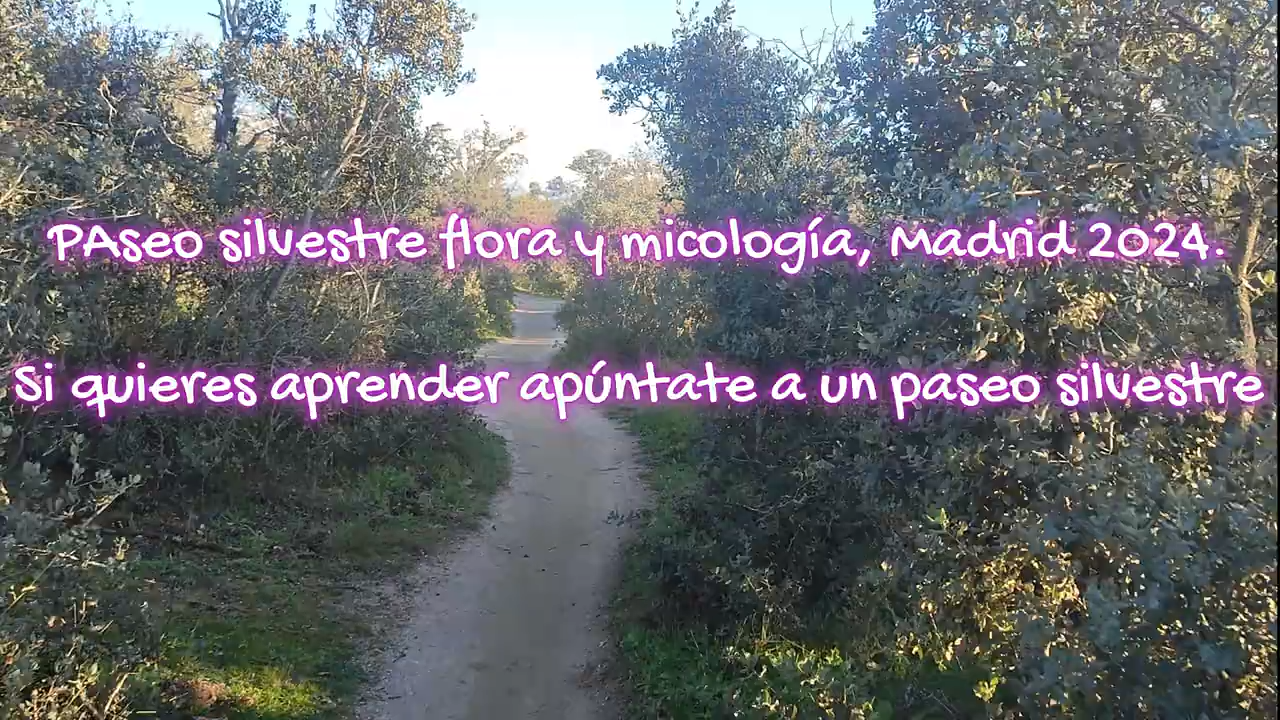 PAseo silvestre flora y micología, Madrid 2024.
Si quieres aprender apúntate a un paseo silvestre